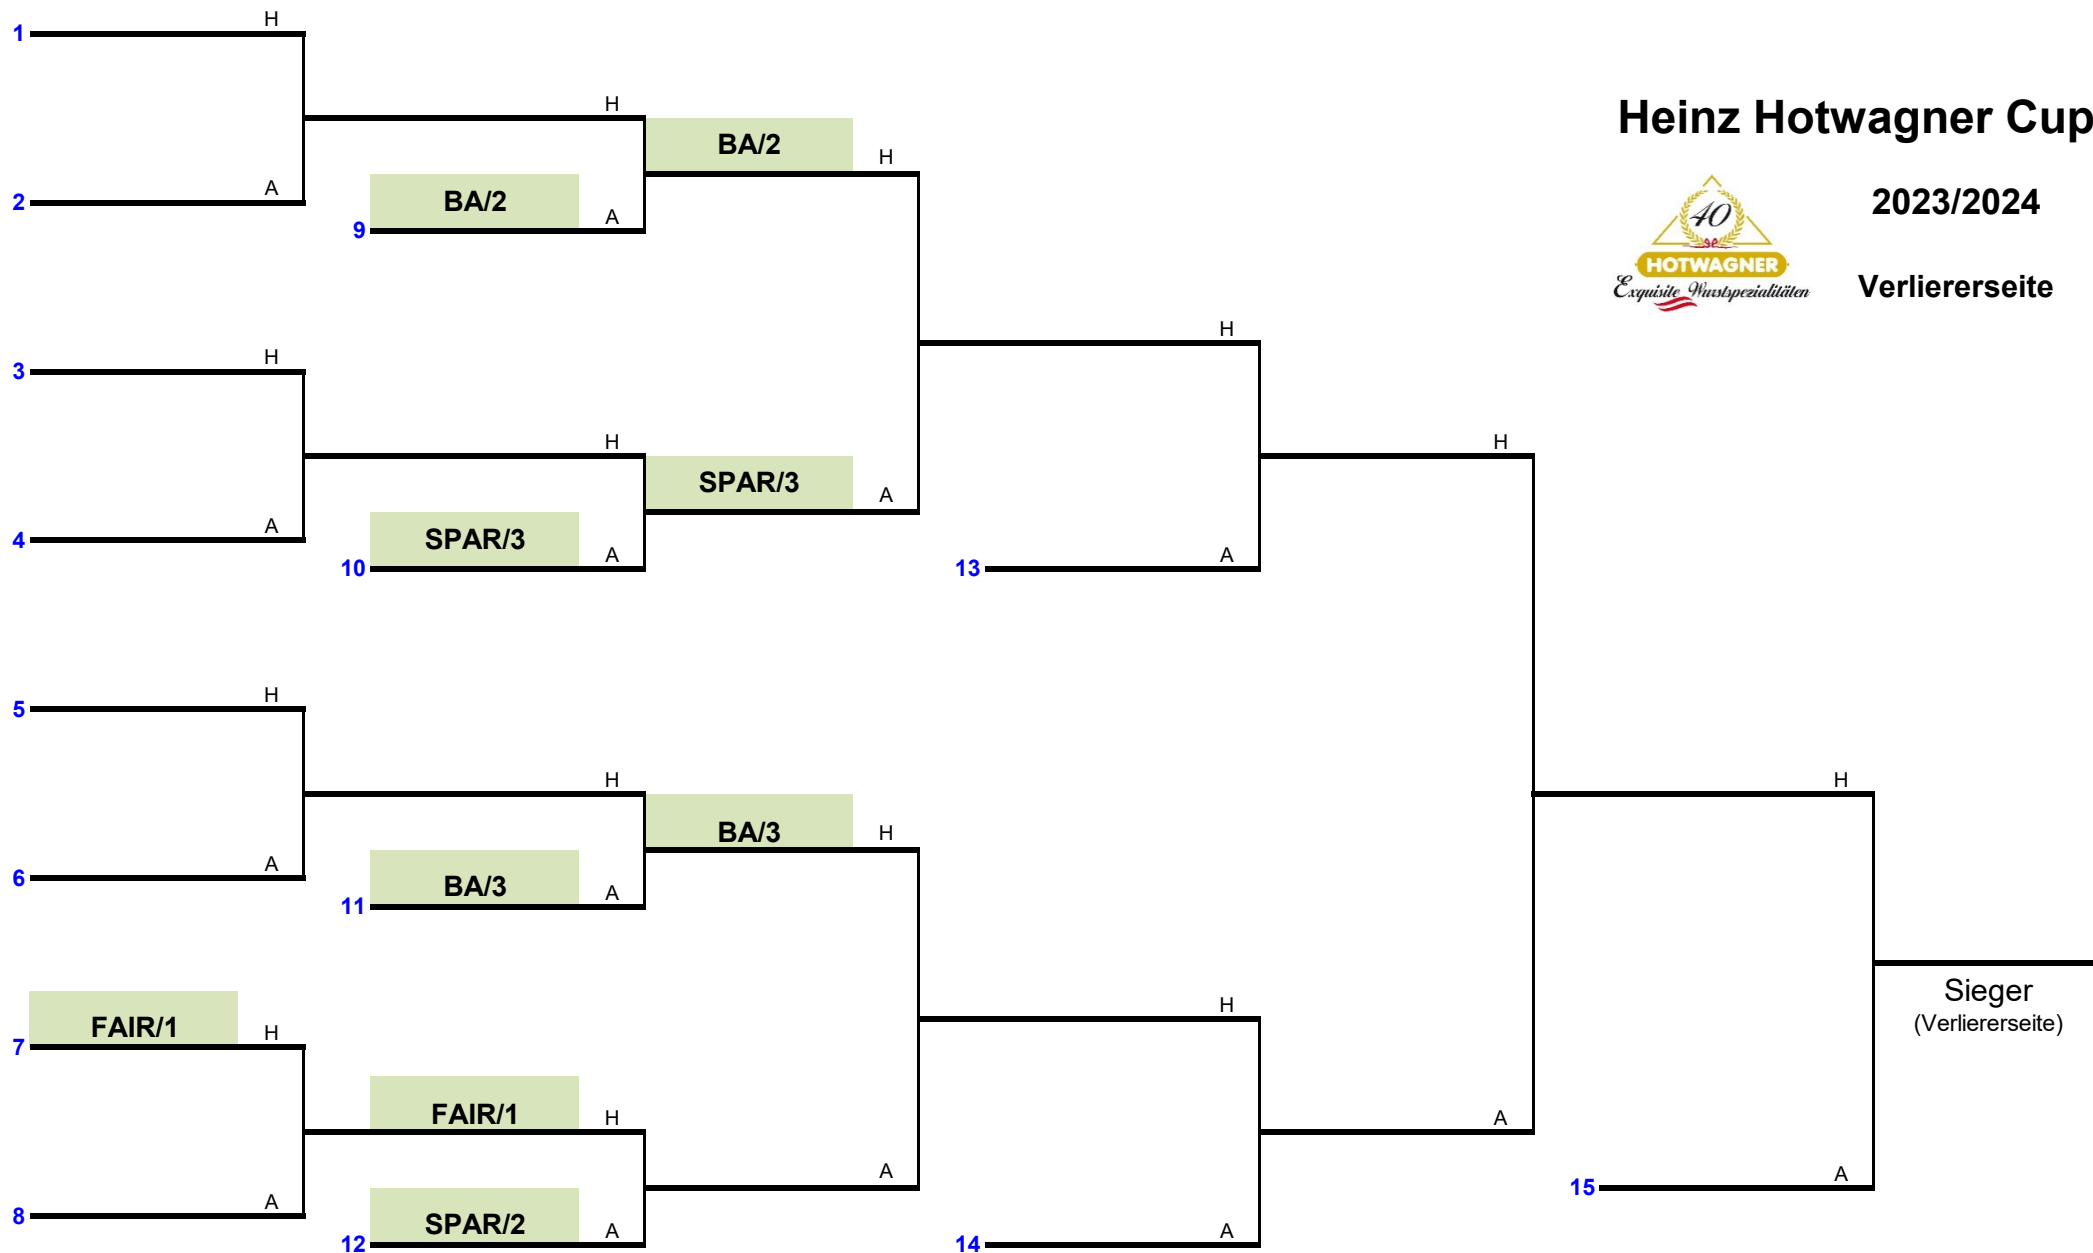 H
1
H
Heinz Hotwagner Cup
BA/2
H
A
2
BA/2
A
9
2023/2024
40
HOTWAGNER
Exquisite Wurstspezialitäten
Verliererseite
H
H
3
H
H
SPAR/3
A
A
4
SPAR/3
A
10
A
13
H
5
H
H
BA/3
H
A
6
BA/3
A
11
Sieger
(Verliererseite)
FAIR/1
H
7
H
FAIR/1
H
A
A
A
15
A
8
SPAR/2
A
12
A
14